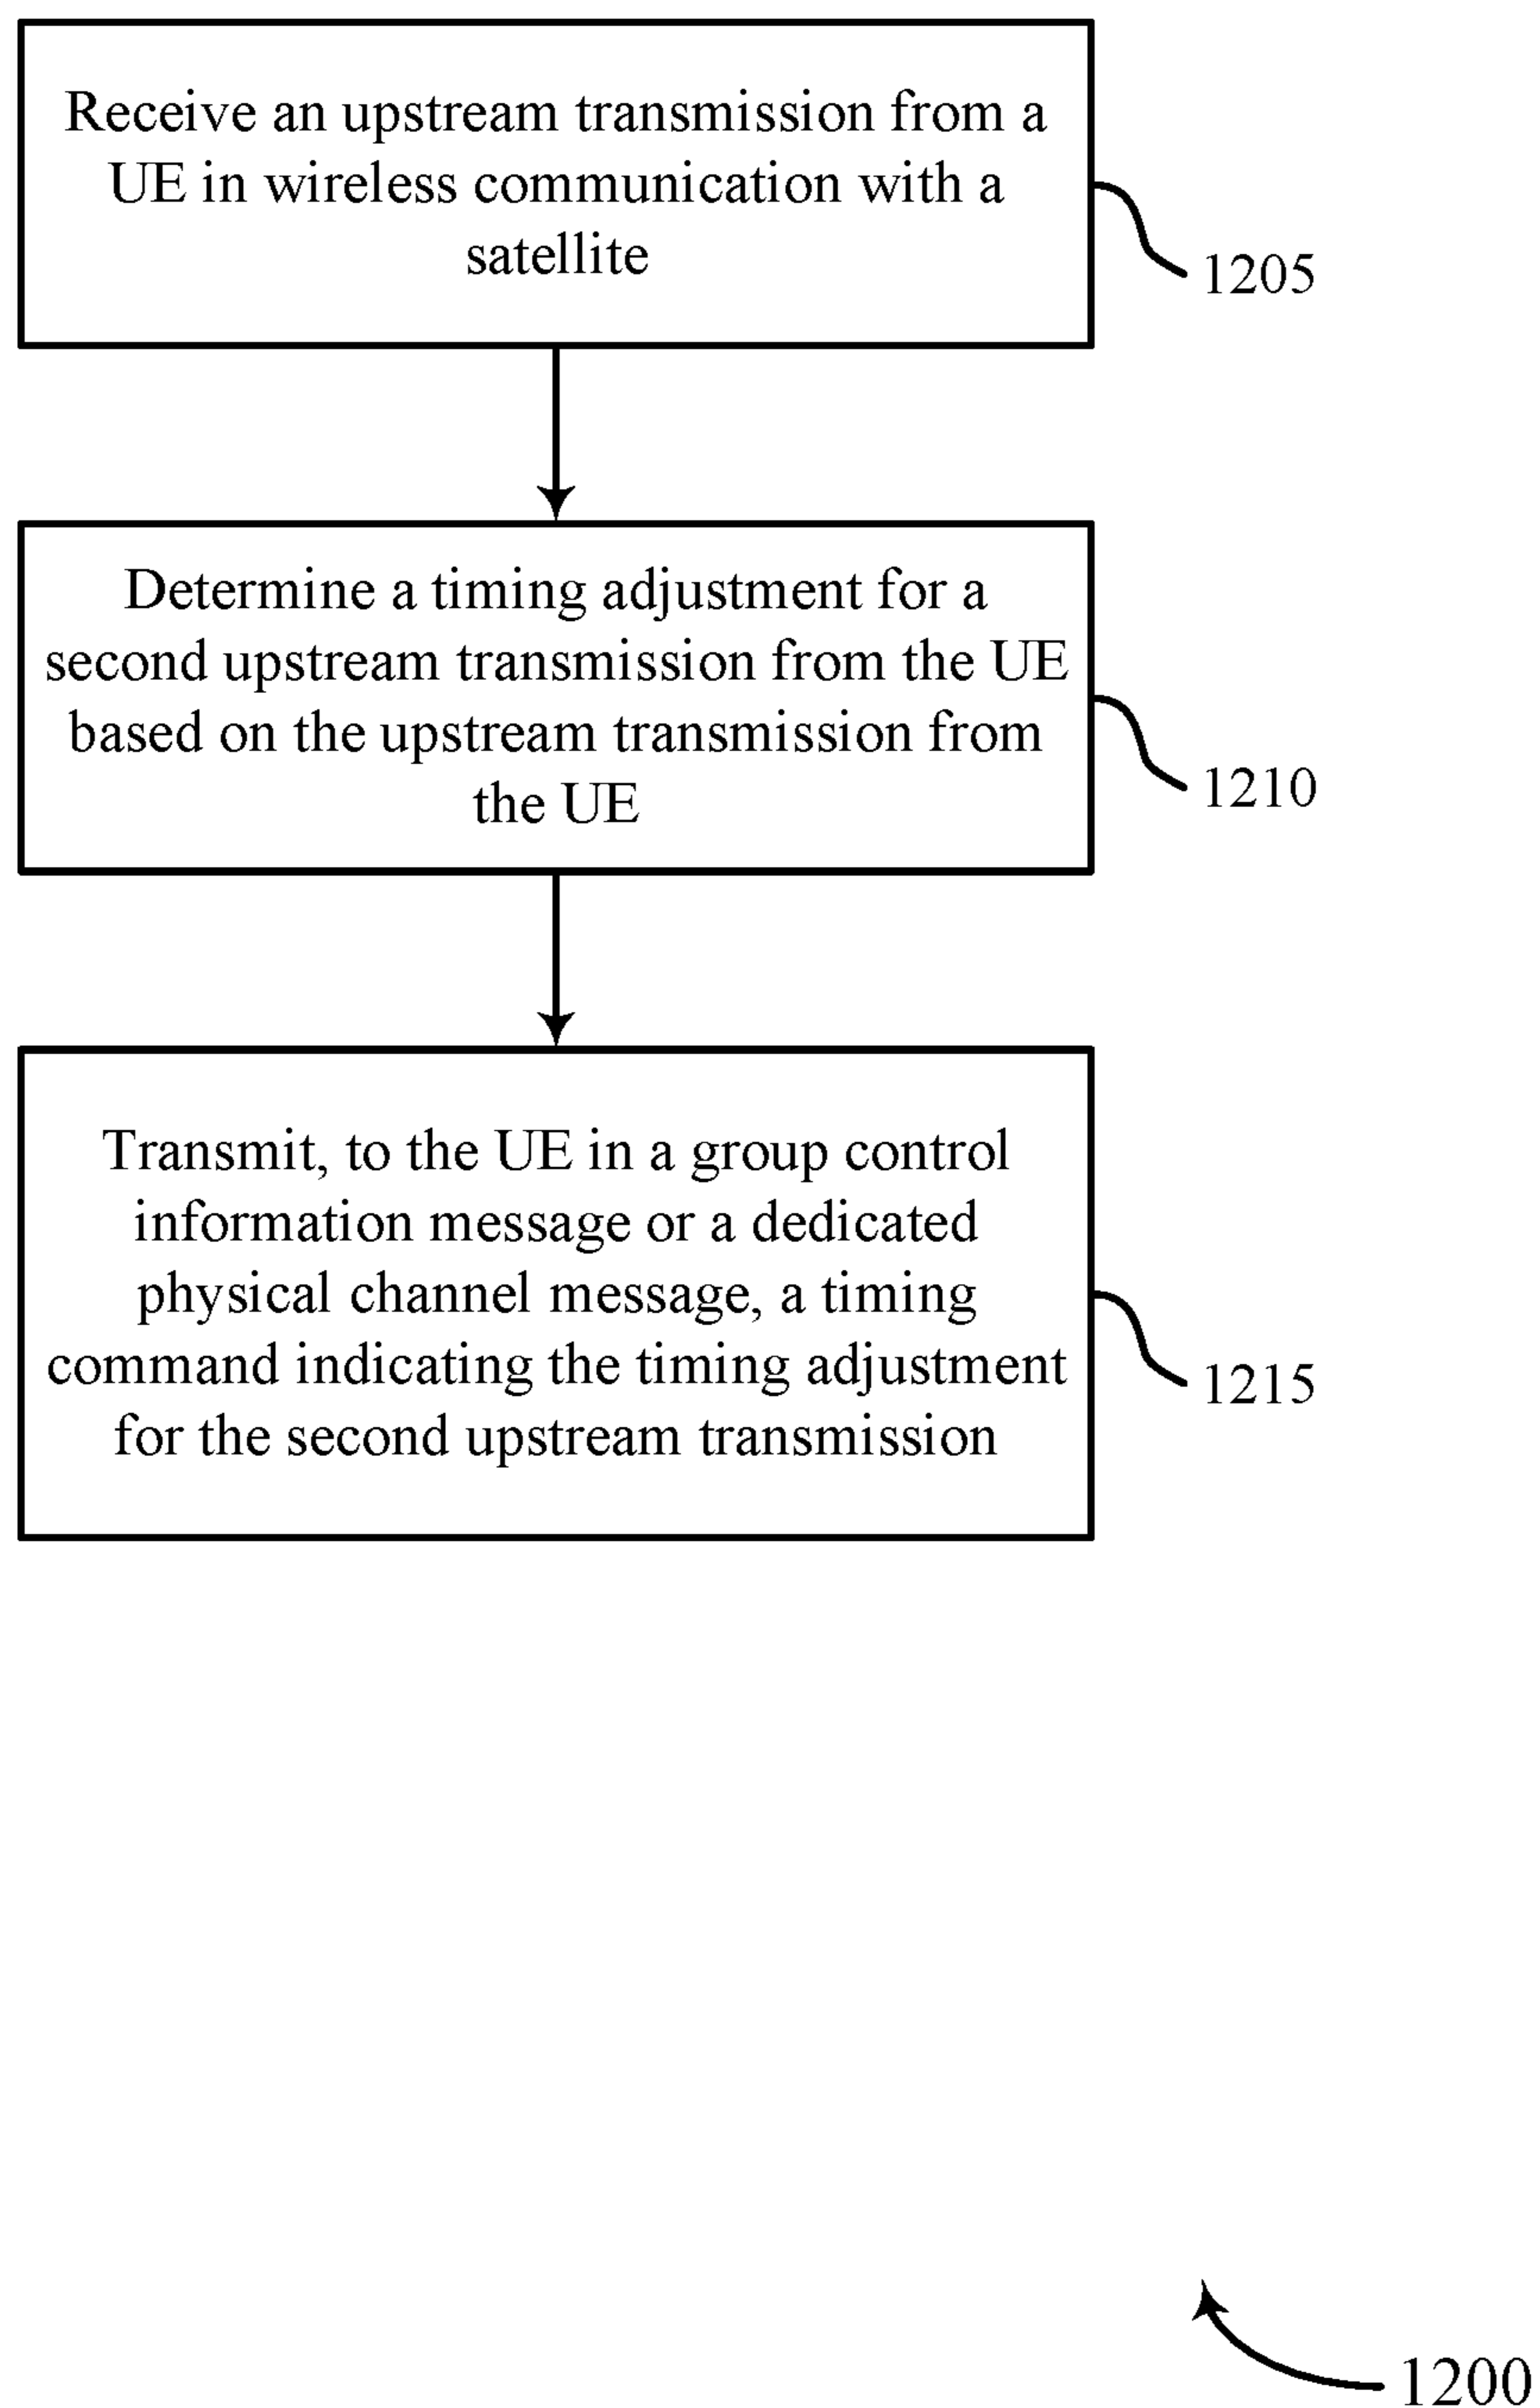 Receive an upstream transmission from a
UE in wireless communication with a
satellite
1205
Determine a timing adjustment for a
second upstream transmission from the UE
based on the upstream transmission from
the UE
1210
Transmit, to the UE in a group control
information message or a dedicated
physical channel message, a timing
command indicating the timing adjustment
for the second upstream transmission
1215
1200